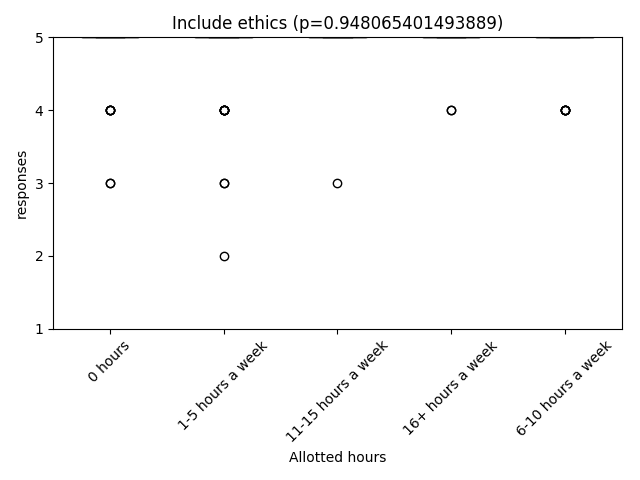 Include ethics (p=0.948065401493889)
5
4
3
2
1
responses
0 hours
1-5 hours a week
11-15 hours a week
16+ hours a week
6-10 hours a week
Allotted hours